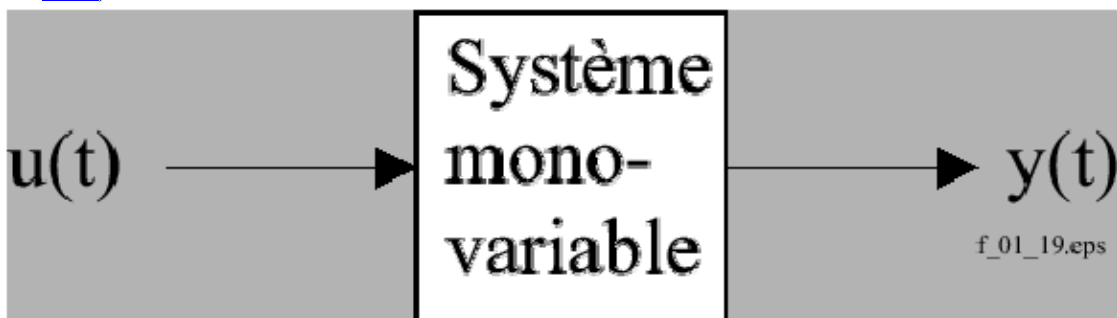 Système
mono-
variable
u(t)
y(t)
f_01_19.eps